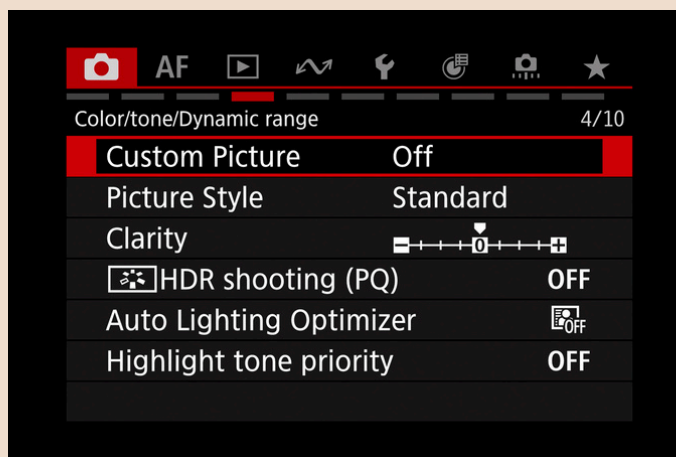 AF
Color/tone/Dynamic range 4/10
Custom Picture Off
Picture Style Standard
Clarity 0
HDR shooting (PQ) OFF
Auto Lighting Optimizer OFF
Highlight tone priority OFF